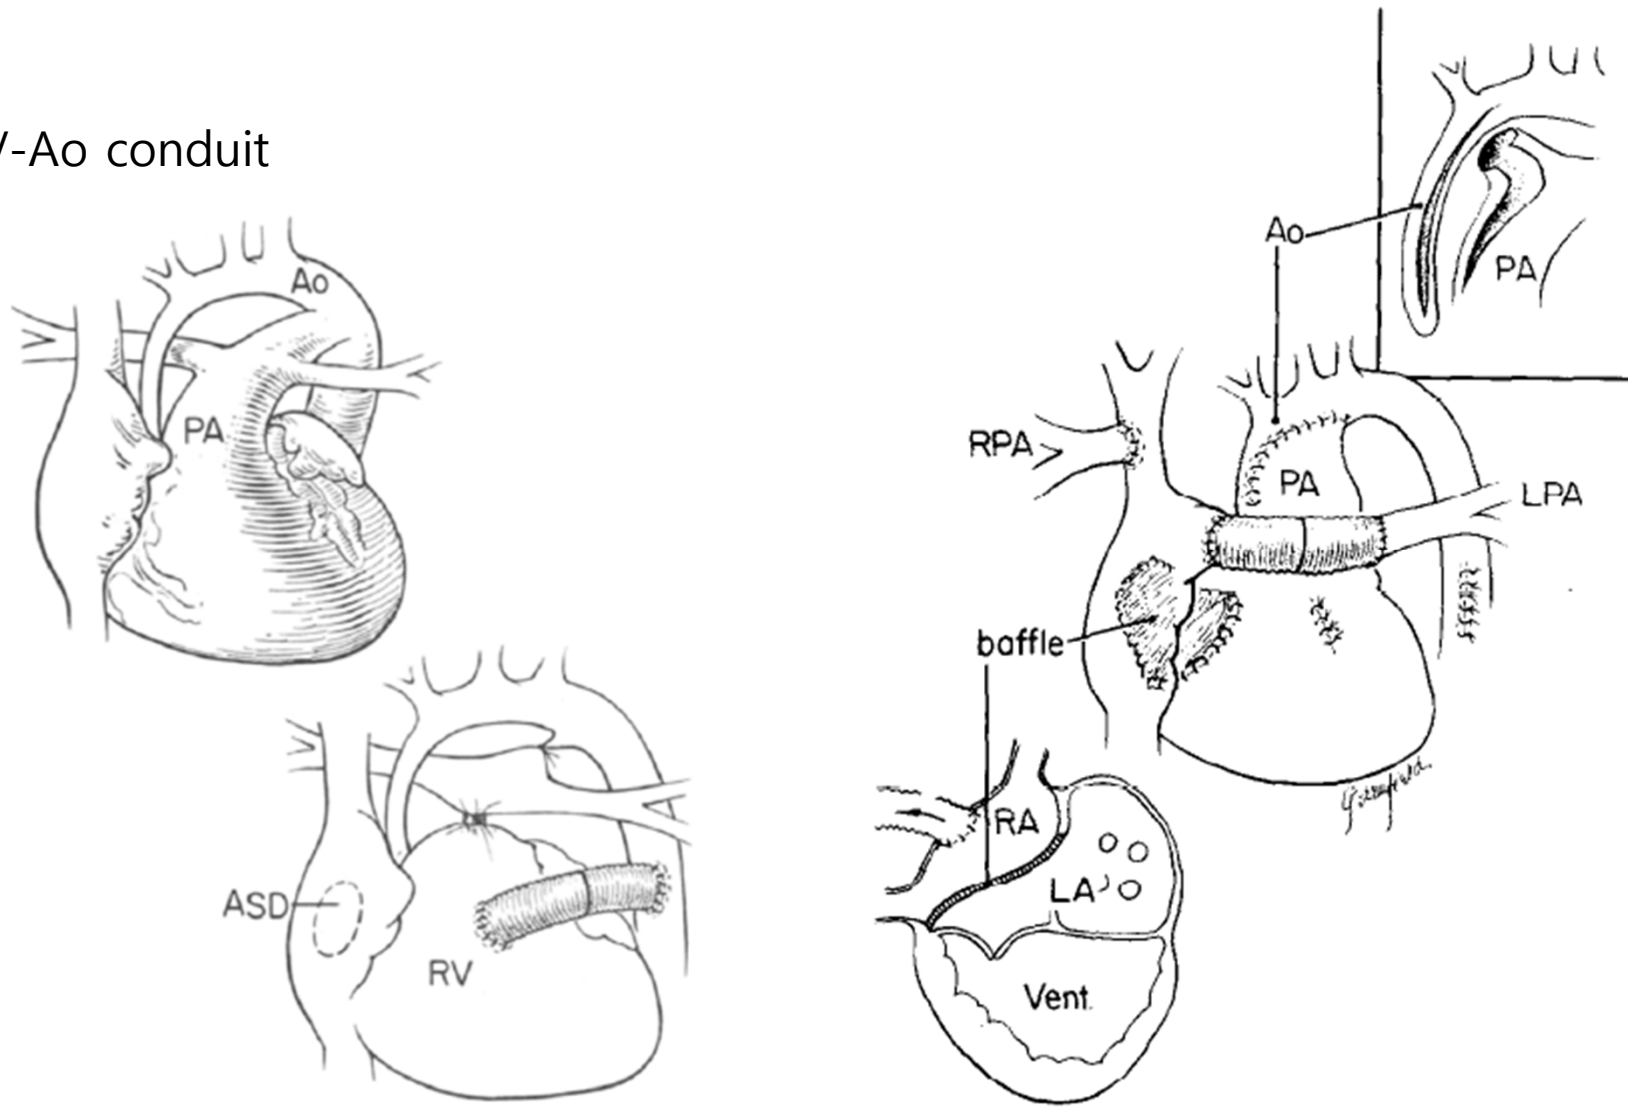 V-Ao conduit
Ao
PA
ASD
RV
Ao
PA
RPA
PA
LPA
baffle
RA
LA
Vent.